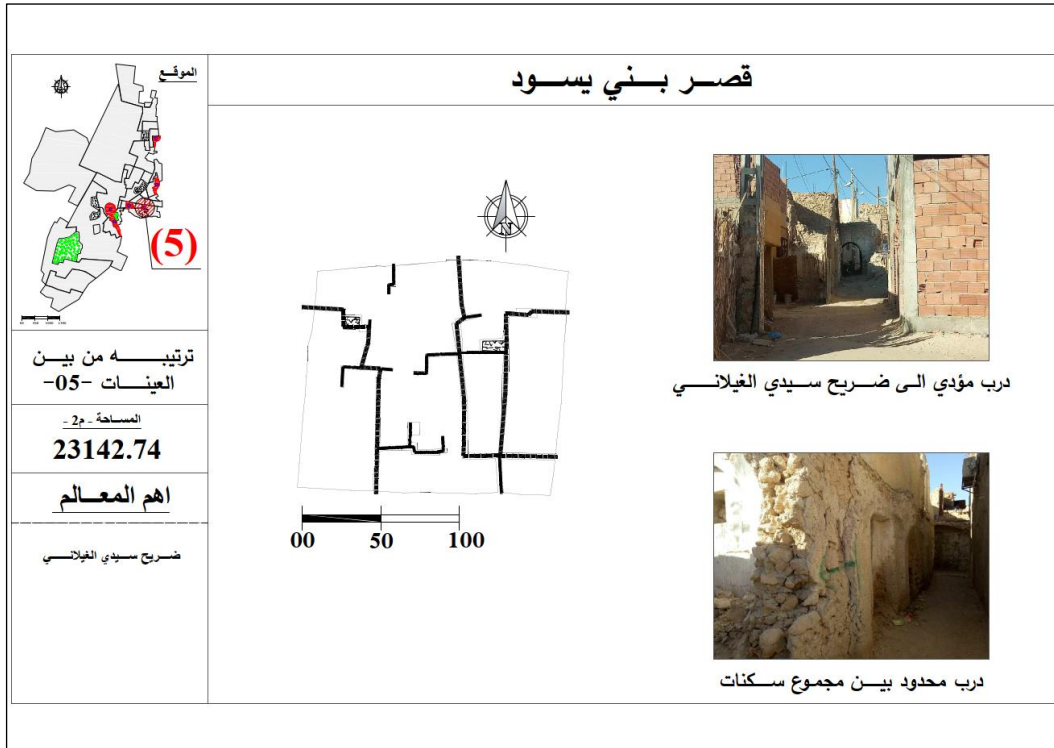 قصر بني يسود
الموقع
(5)
ترتيبه من بين
العينات -05-
المساحة - م2 -
23142.74
اهم المعالم
ضريح سيدي الغيلاني
N
00 50 100
درب مؤدي الى ضريح سيدي الغيلاني
درب محدود بين مجموع سكنات